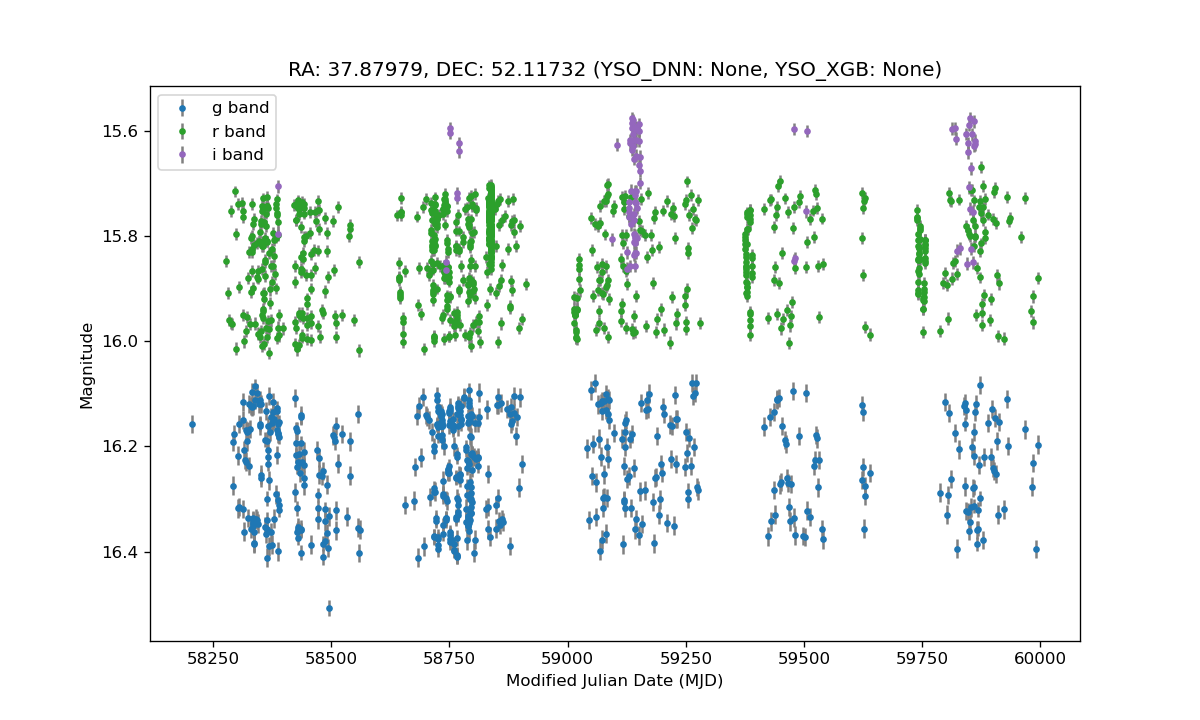 RA: 37.87979, DEC: 52.11732 (YSO_DNN: None, YSO_XGB: None)
g band
r band
i band
15.6
15.8
16.0
16.2
16.4
Magnitude
58250 58500 58750 59000 59250 59500 59750 60000
Modified Julian Date (MJD)